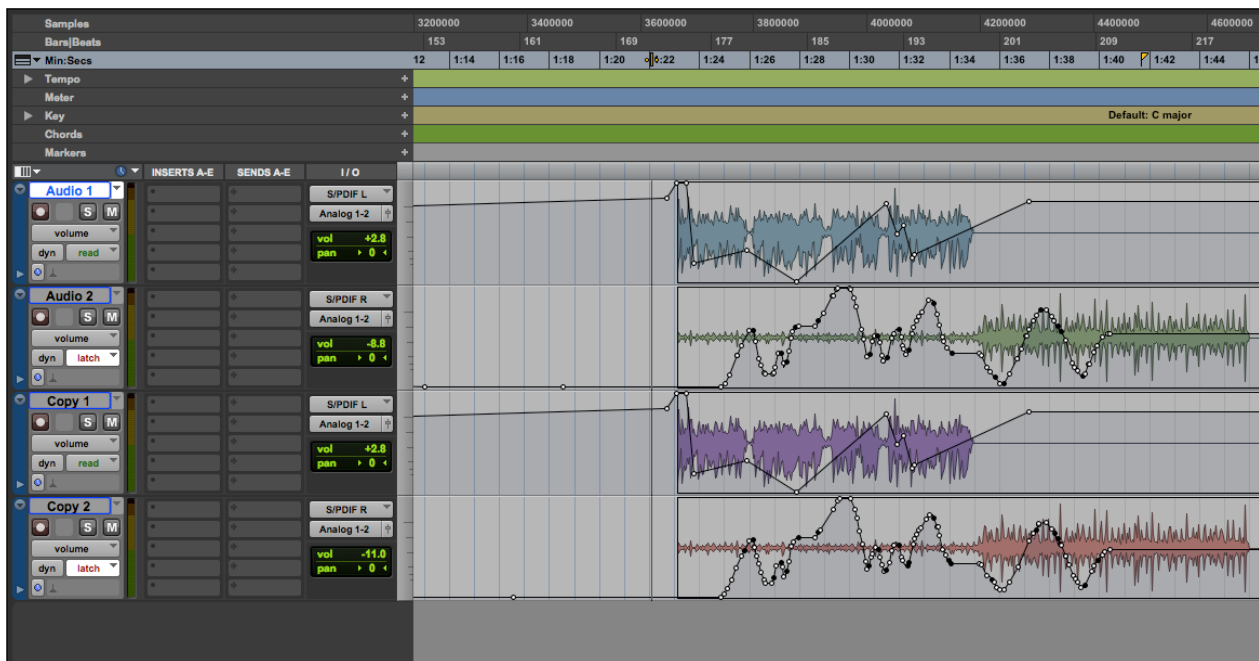 Samples 3200000 3400000 3600000 3800000 4000000 4200000 4400000 4600000
Bars|Beats 153 161 169 177 185 193 201 209 217
Min:Secs 12 1:14 1:16 1:18 1:20 :22 1:24 1:26 1:28 1:30 1:32 1:34 1:36 1:38 1:40 1:42 1:44 1
Tempo
Meter
Key Default: C major
Chords
Markers
INSERTS A-E SENDS A-E I / O
Audio 1 S/PDIF L
S M Analog 1-2
volume vol +2.8
dyn read pan 0
Audio 2 S/PDIF R
S M Analog 1-2
volume vol -8.8
dyn latch pan 0
Copy 1 S/PDIF L
S M Analog 1-2
volume vol +2.8
dyn read pan 0
Copy 2 S/PDIF R
S M Analog 1-2
volume vol -11.0
dyn latch pan 0